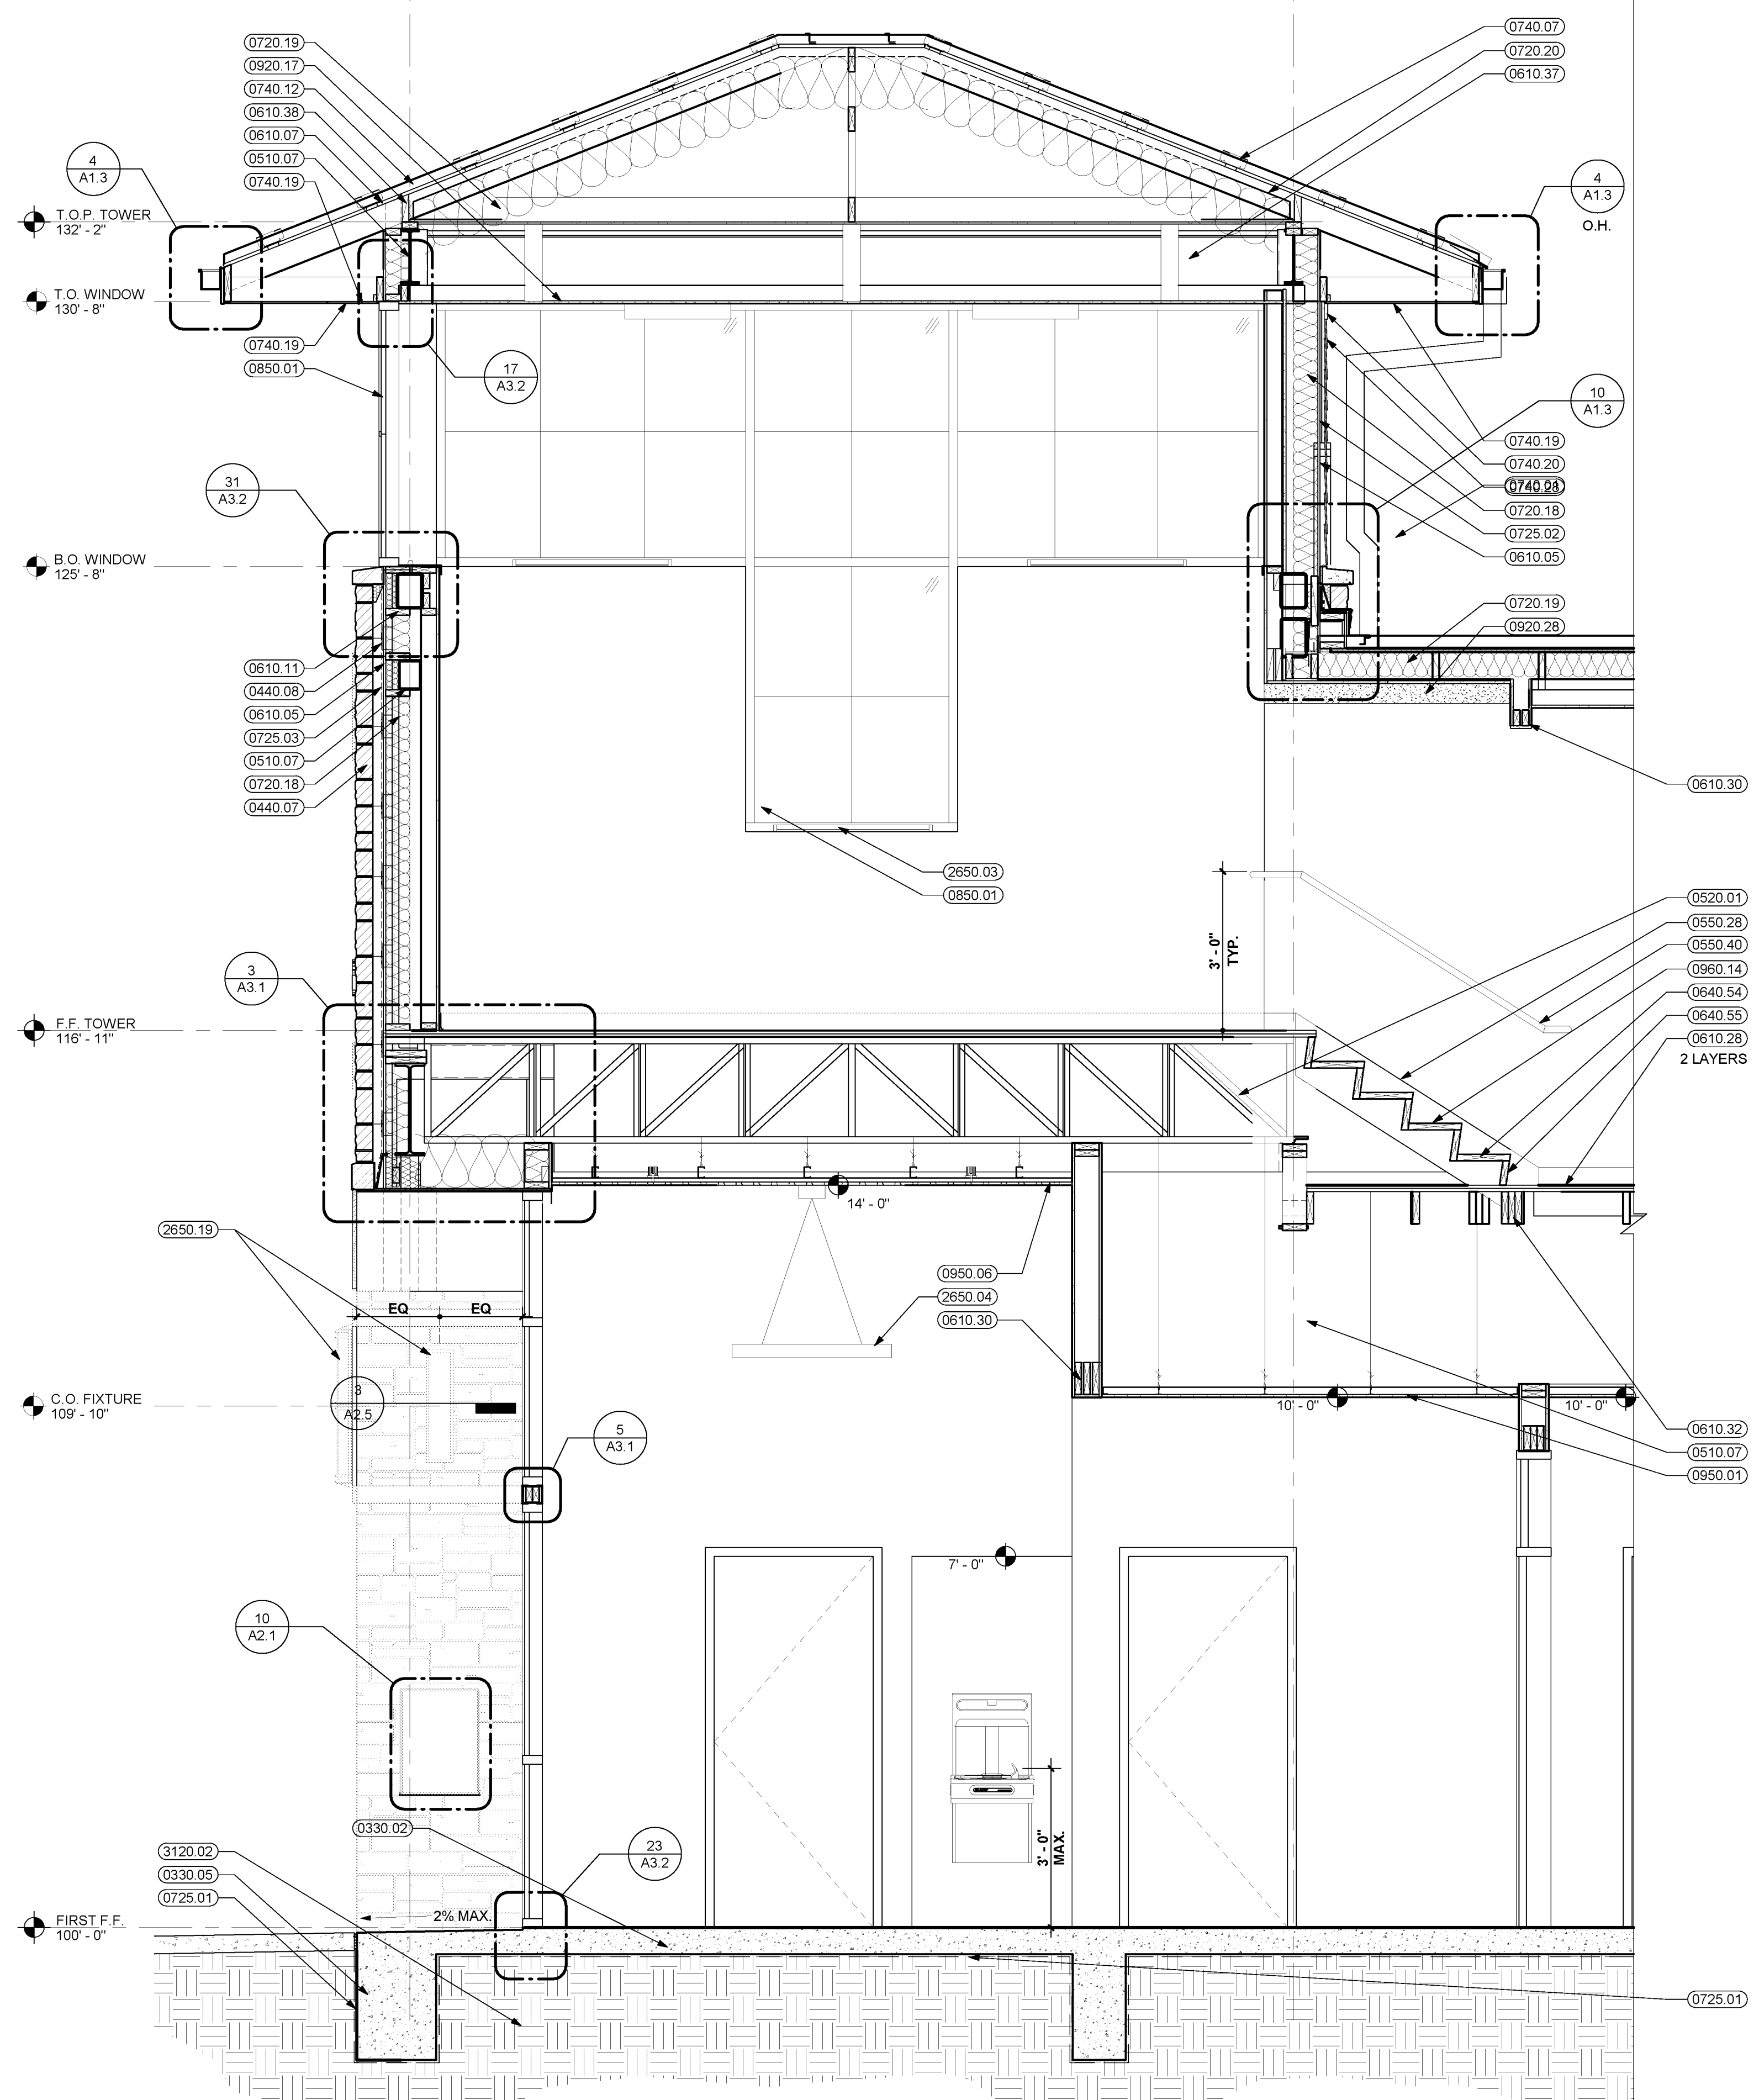 0720.19
0920.17
0740.12
0610.38
0610.07
0510.07
0740.19
0740.07
0720.20
0610.37
4
A1.3
4
A1.3
O.H.
T.O.P. TOWER
132' - 2"
T.O. WINDOW
130' - 8"
0740.19
0850.01
17
A3.2
10
A1.3
0740.19
0740.20
0740.28
0720.18
0725.02
0610.05
31
A3.2
B.O. WINDOW
125' - 8"
0720.19
0920.28
0610.11
0440.08
0610.05
0725.03
0510.07
0720.18
0440.07
0610.30
2650.03
0850.01
3' - 0"
TYP.
0520.01
0550.28
0550.40
0960.14
0640.54
0640.55
0610.28
2 LAYERS
3
A3.1
F.F. TOWER
116' - 11"
14' - 0"
2650.19
EQ
EQ
0950.06
2650.04
0610.30
3
A2.5
C.O. FIXTURE
109' - 10"
10' - 0"
10' - 0"
0610.32
0510.07
0950.01
5
A3.1
7' - 0"
10
A2.1
0330.02
3120.02
0330.05
0725.01
23
A3.2
3' - 0"
MAX.
2% MAX.
FIRST F.F.
100' - 0"
0725.01